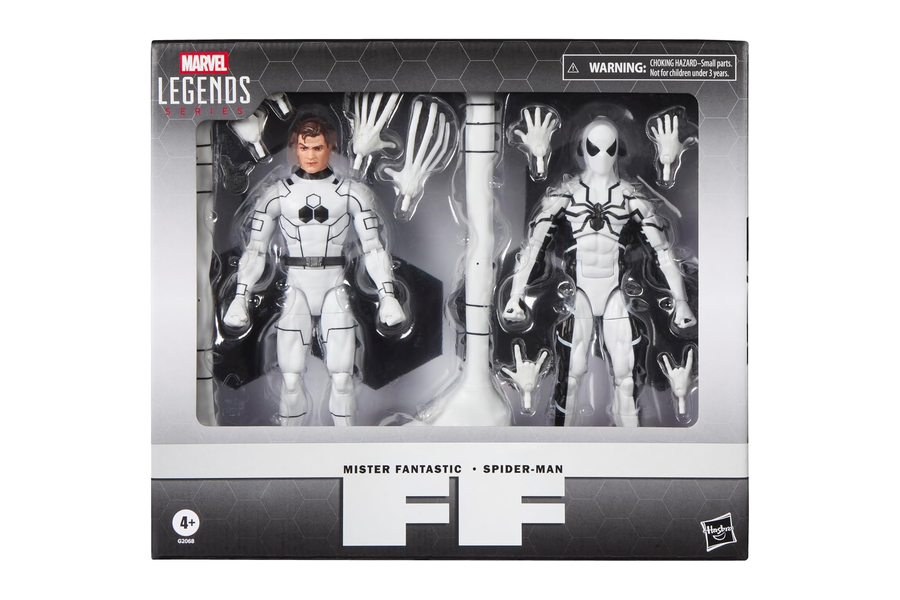 MARVEL
LEGENDS
SERIES
WARNING: CHOKING HAZARD–Small parts.
Not for children under 3 years.
MISTER FANTASTIC • SPIDER-MAN
FF
4+
G2068
Hasbro